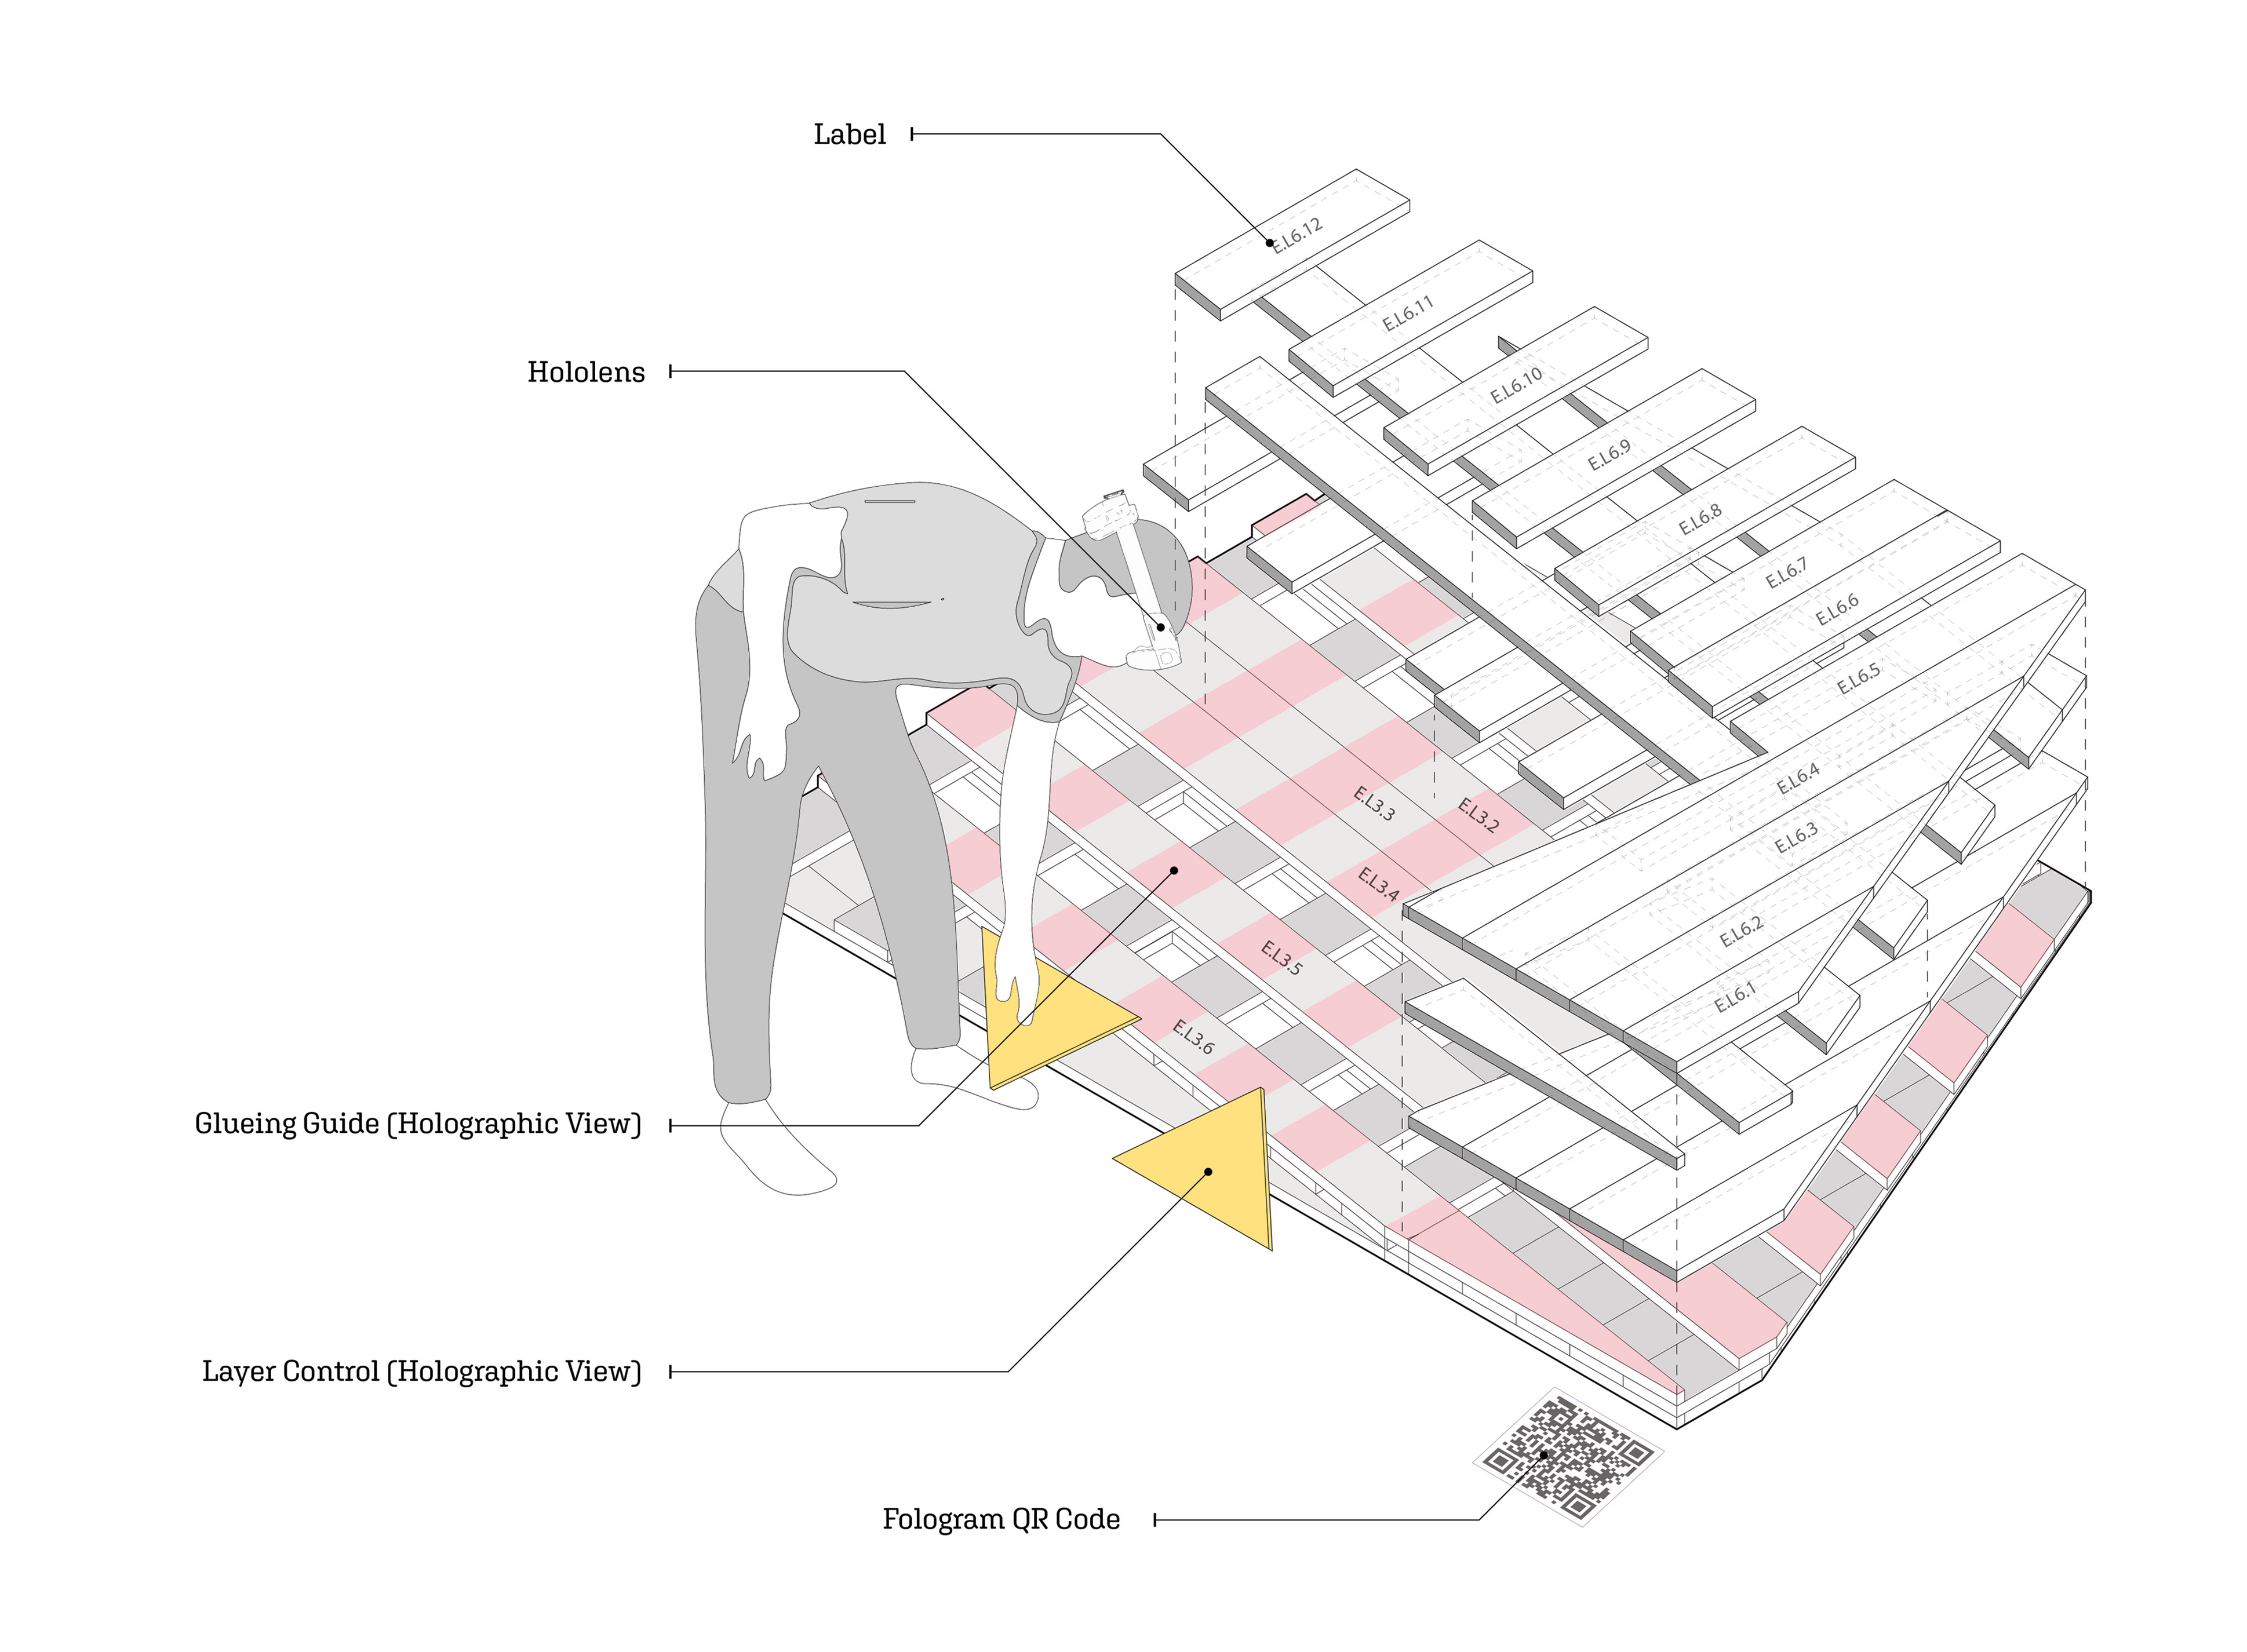 Label
E.L6.12
E.L6.11
Hololens
E.L6.10
E.L6.9
E.L6.8
E.L6.7
E.L6.6
E.L6.5
E.L6.4
E.L3.3
E.L3.2
E.L6.3
E.L3.4
E.L6.2
E.L3.5
E.L6.1
E.L3.6
Glueing Guide (Holographic View)
Layer Control (Holographic View)
Fologram QR Code